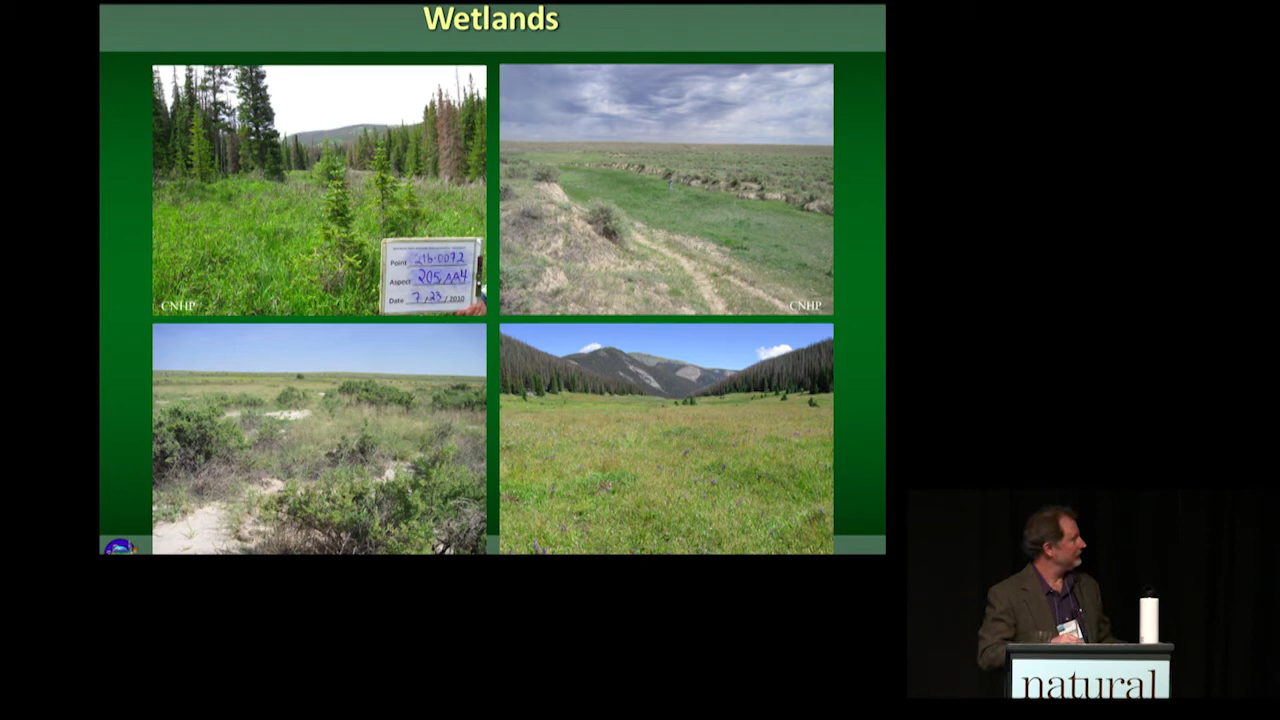 Wetlands
Point 216-0072
Aspect 205/AA4
Date 7/23/2010
CNHP
CNHP
natural